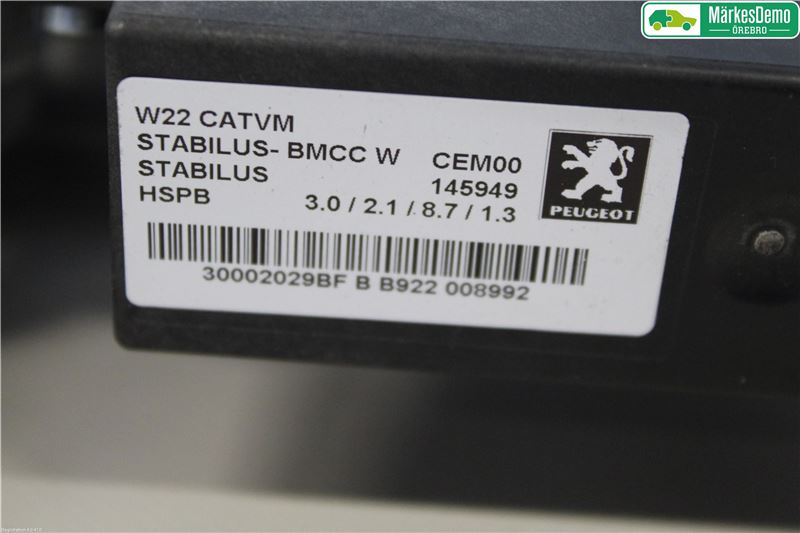 MärkesDemo
ÖREBRO
W22 CATVM
STABILUS- BMCC W CEM00
STABILUS 145949
HSPB 3.0 / 2.1 / 8.7 / 1.3
PEUGEOT
30002029BF B B922 008992